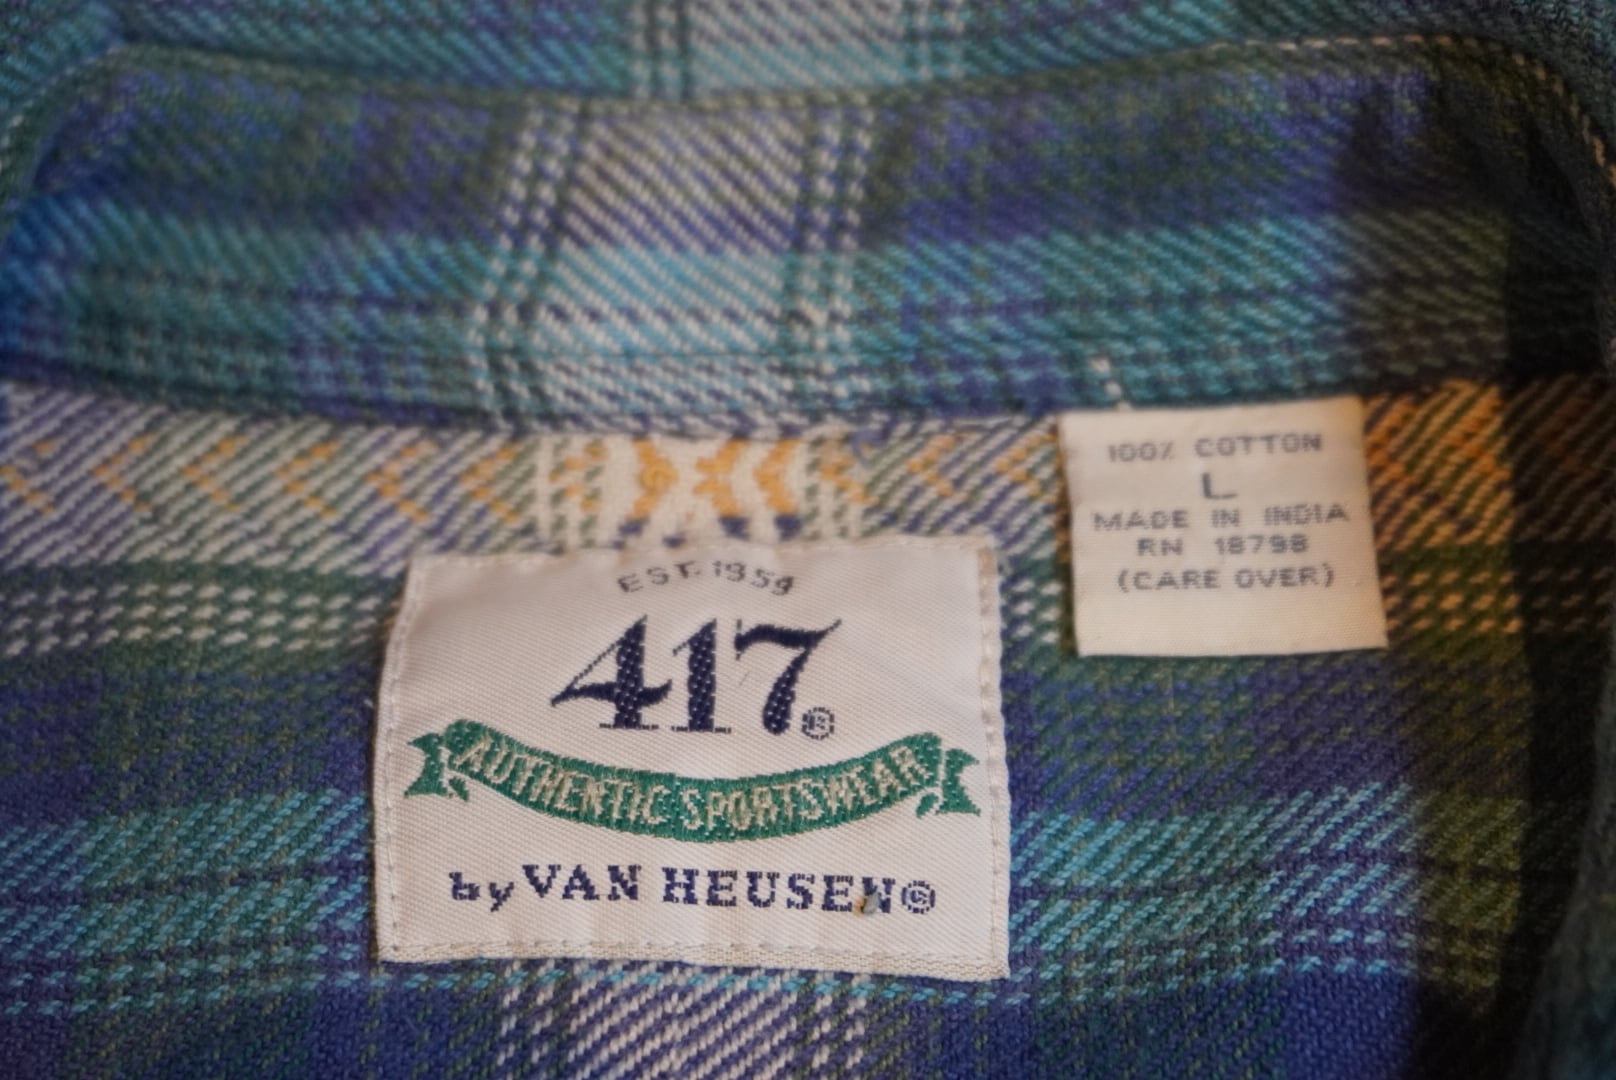 EST. 1959
417®
AUTHENTIC SPORTSWEAR
by VAN HEUSEN®
100% COTTON
L
MADE IN INDIA
RN 18798
(CARE OVER)